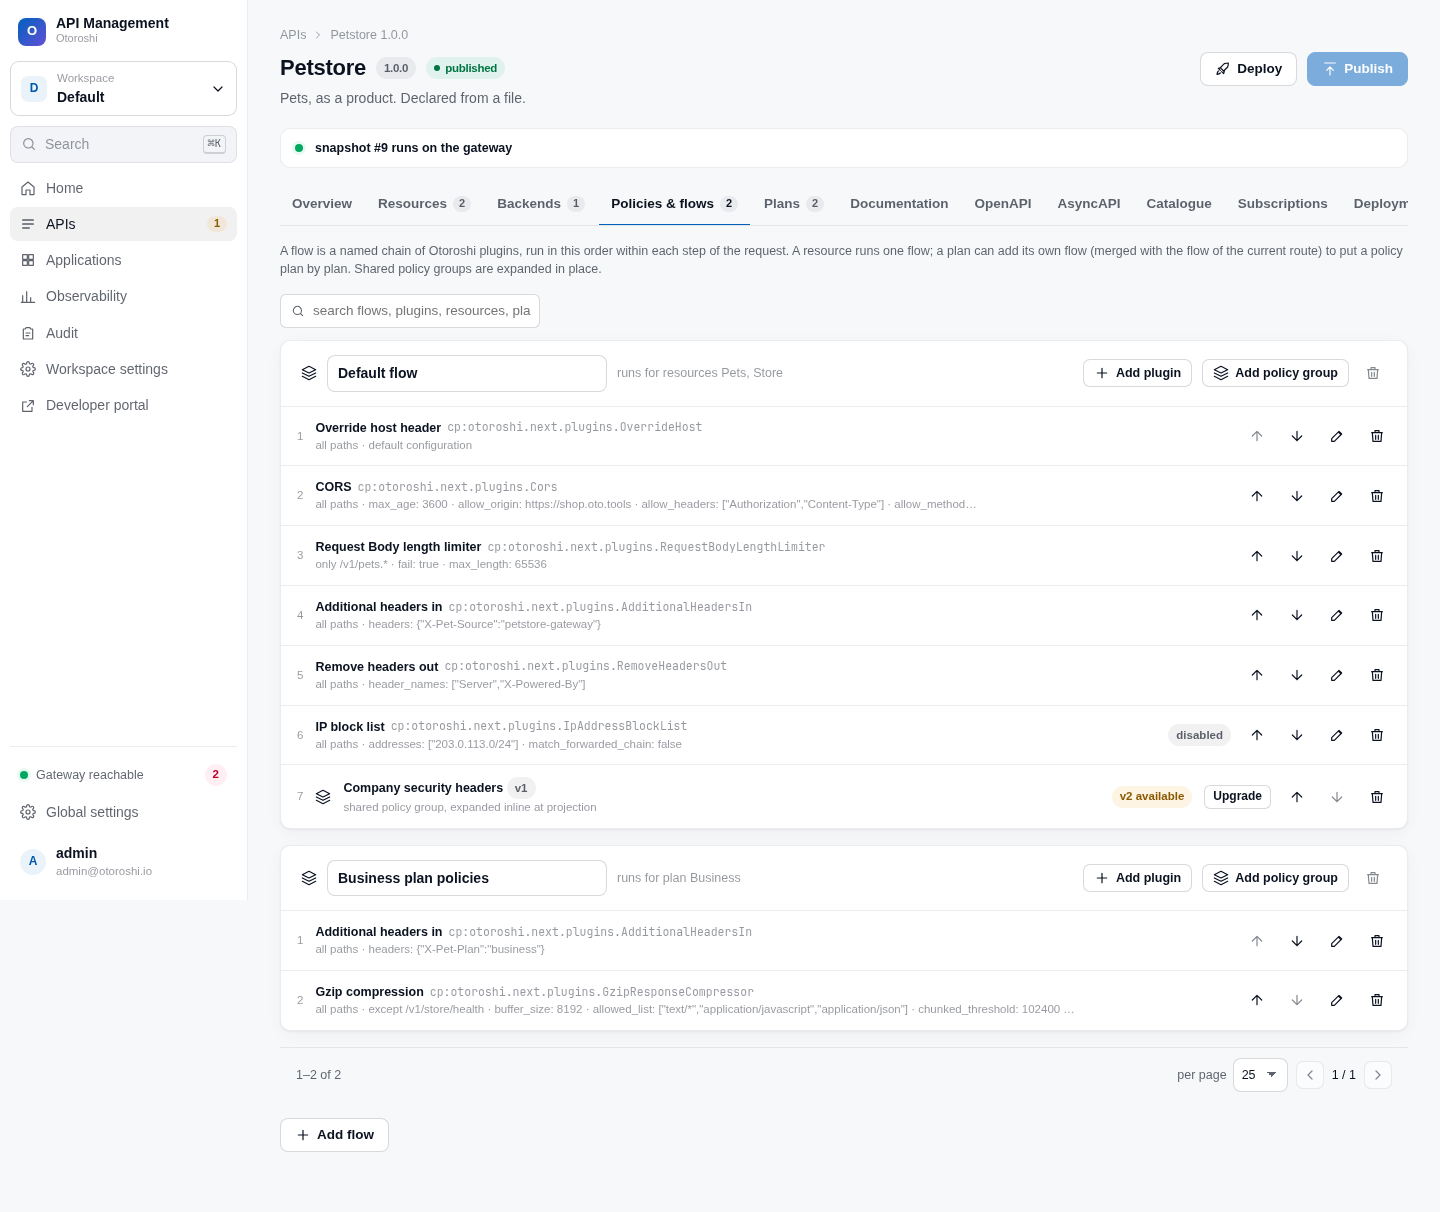 O
API Management
Otoroshi
D
Workspace
Default
Search
⌘K
Home
APIs 1
Applications
Observability
Audit
Workspace settings
Developer portal
Gateway reachable 2
Global settings
A
admin
admin@otoroshi.io
APIs > Petstore 1.0.0
Petstore 1.0.0 published
Deploy
Publish
Pets, as a product. Declared from a file.
snapshot #9 runs on the gateway
Overview Resources 2 Backends 1 Policies & flows 2 Plans 2 Documentation OpenAPI AsyncAPI Catalogue Subscriptions Deploym
A flow is a named chain of Otoroshi plugins, run in this order within each step of the request. A resource runs one flow; a plan can add its own flow (merged with the flow of the current route) to put a policy
plan by plan. Shared policy groups are expanded in place.
search flows, plugins, resources, pla
Default flow runs for resources Pets, Store Add plugin Add policy group
1 Override host header cp:otoroshi.next.plugins.OverrideHost
all paths · default configuration
2 CORS cp:otoroshi.next.plugins.Cors
all paths · max_age: 3600 · allow_origin: https://shop.oto.tools · allow_headers: ["Authorization","Content-Type"] · allow_method…
3 Request Body length limiter cp:otoroshi.next.plugins.RequestBodyLengthLimiter
only /v1/pets.* · fail: true · max_length: 65536
4 Additional headers in cp:otoroshi.next.plugins.AdditionalHeadersIn
all paths · headers: {"X-Pet-Source":"petstore-gateway"}
5 Remove headers out cp:otoroshi.next.plugins.RemoveHeadersOut
all paths · header_names: ["Server","X-Powered-By"]
6 IP block list cp:otoroshi.next.plugins.IpAddressBlockList
all paths · addresses: ["203.0.113.0/24"] · match_forwarded_chain: false
disabled
7 Company security headers v1
shared policy group, expanded inline at projection
v2 available Upgrade
Business plan policies runs for plan Business Add plugin Add policy group
1 Additional headers in cp:otoroshi.next.plugins.AdditionalHeadersIn
all paths · headers: {"X-Pet-Plan":"business"}
2 Gzip compression cp:otoroshi.next.plugins.GzipResponseCompressor
all paths · except /v1/store/health · buffer_size: 8192 · allowed_list: ["text/*","application/javascript","application/json"] · chunked_threshold: 102400 …
1–2 of 2 per page 25 1 / 1
Add flow